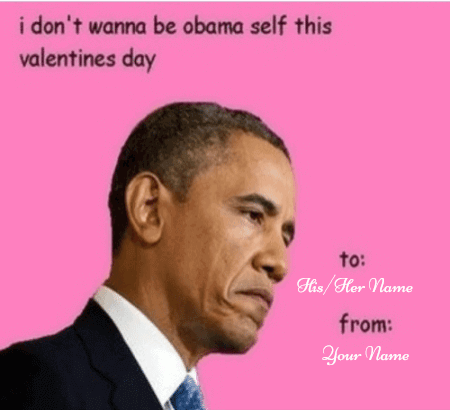 i don't wanna be obama self this
valentines day
to:
His/Her Name
from:
Your Name